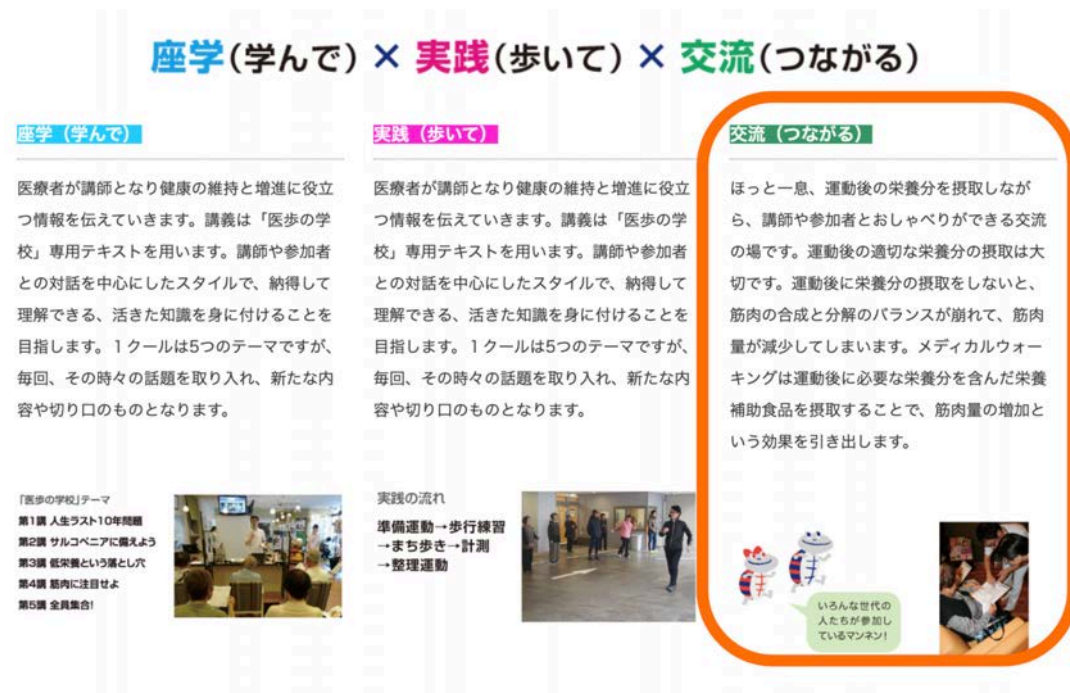 座学(学んで)×実践(歩いて)×交流(つながる)
座学（学んで）
医療者が講師となり健康の維持と増進に役立
つ情報を伝えていきます。講義は「医歩の学
校」専用テキストを用います。講師や参加者
との対話を中心にしたスタイルで、納得して
理解できる、活きた知識を身に付けることを
目指します。１クールは5つのテーマですが、
毎回、その時々の話題を取り入れ、新たな内
容や切り口のものとなります。
「医歩の学校」テーマ
第1講 人生ラスト10年問題
第2講 サルコペニアに備えよう
第3講 低栄養という落とし穴
第4講 筋肉に注目せよ
第5講 全員集合!
実践（歩いて）
医療者が講師となり健康の維持と増進に役立
つ情報を伝えていきます。講義は「医歩の学
校」専用テキストを用います。講師や参加者
との対話を中心にしたスタイルで、納得して
理解できる、活きた知識を身に付けることを
目指します。１クールは5つのテーマですが、
毎回、その時々の話題を取り入れ、新たな内
容や切り口のものとなります。
実践の流れ
準備運動→歩行練習
→まち歩き→計測
→整理運動
交流（つながる）
ほっと一息、運動後の栄養分を摂取しなが
ら、講師や参加者とおしゃべりができる交流
の場です。運動後の適切な栄養分の摂取は大
切です。運動後に栄養分の摂取をしないと、
筋肉の合成と分解のバランスが崩れて、筋肉
量が減少してしまいます。メディカルウォー
キングは運動後に必要な栄養分を含んだ栄養
補助食品を摂取することで、筋肉量の増加と
いう効果を引き出します。
いろんな世代の
人たちが参加し
ているマンネン!